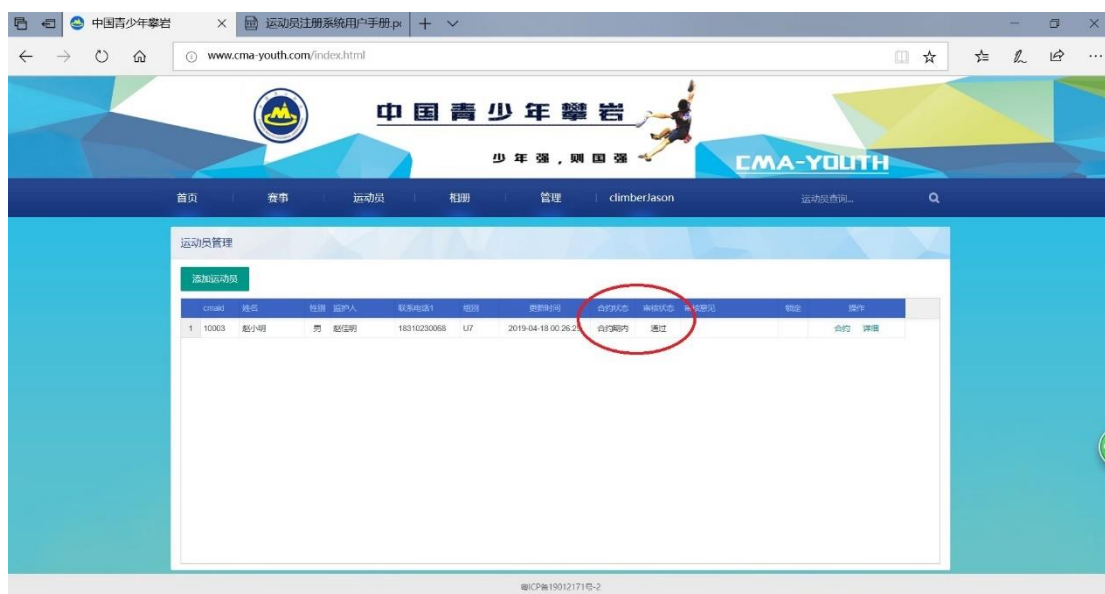 中国青少年攀岩
运动员注册系统用户手册.p
www.cma-youth.com/index.html
中国青少年攀岩
少年强,则国强
CMA-YOUTH
首页 赛事 运动员 相册 管理 climberJason 运动员查询...
运动员管理
添加运动员
cmaid 姓名 性别 监护人 联系电话1 组别 更新时间 合约状态 审核状态 审核意见 锁定 操作
1 10003 赵小明 男 赵佳明 18310230068 U7 2019-04-18 00:26:25 合约期内 通过 合约 详细
粤ICP备19012171号-2